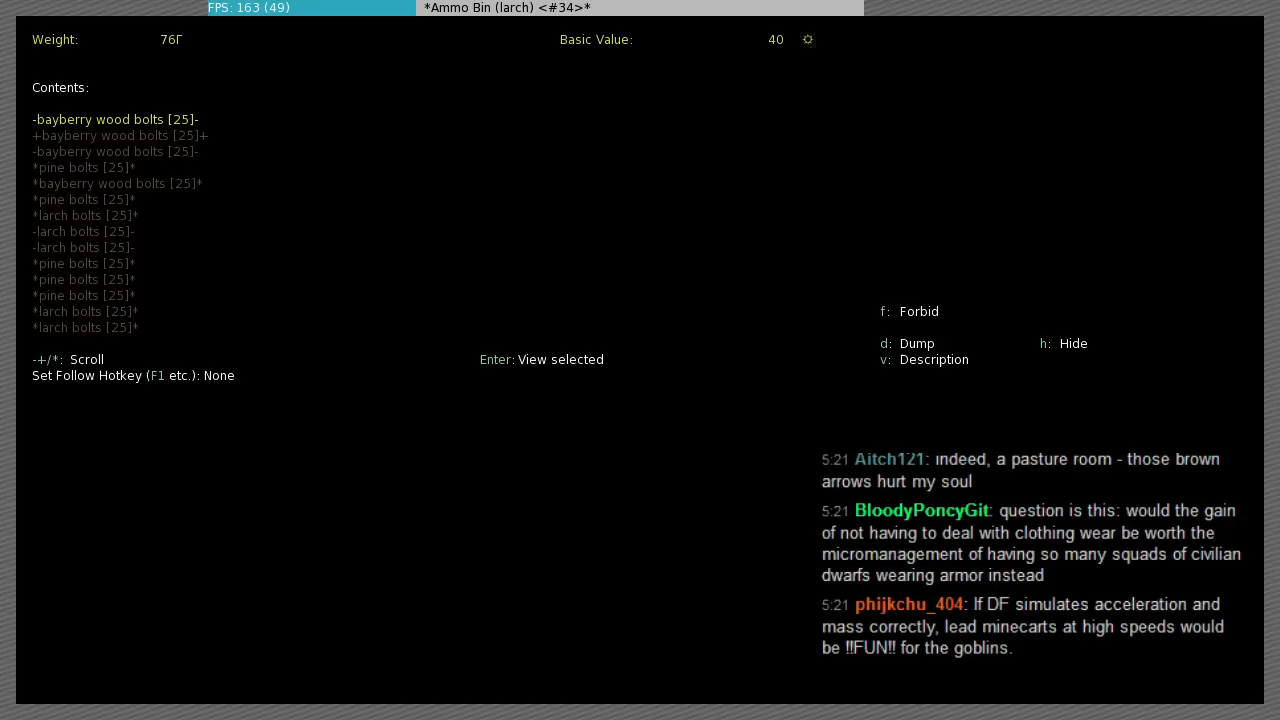 FPS: 163 (49) *Ammo Bin (larch) <#34>*
Weight: 76Γ Basic Value: 40 ☼
Contents:
-bayberry wood bolts [25]-
+bayberry wood bolts [25]+
-bayberry wood bolts [25]-
*pine bolts [25]*
*bayberry wood bolts [25]*
*pine bolts [25]*
*larch bolts [25]*
-larch bolts [25]-
-larch bolts [25]-
*pine bolts [25]*
*pine bolts [25]*
*pine bolts [25]*
*larch bolts [25]*
*larch bolts [25]*
f: Forbid
d: Dump h: Hide
-+/*: Scroll Enter: View selected v: Description
Set Follow Hotkey (F1 etc.): None
5:21 Aitch121: indeed, a pasture room - those brown
arrows hurt my soul
5:21 BloodyPoncyGit: question is this: would the gain
of not having to deal with clothing wear be worth the
micromanagement of having so many squads of civilian
dwarfs wearing armor instead
5:21 phijkchu_404: If DF simulates acceleration and
mass correctly, lead minecarts at high speeds would
be !!FUN!! for the goblins.